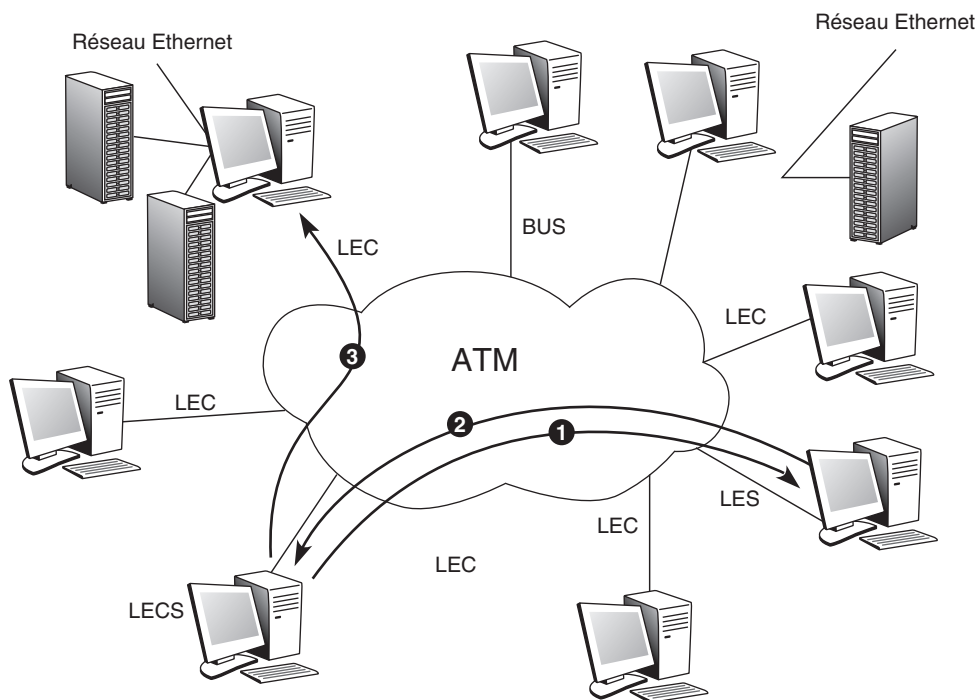 Réseau Ethernet
Réseau Ethernet
LEC
BUS
LEC
ATM
3
LEC
2
1
LES
LEC
LEC
LECS